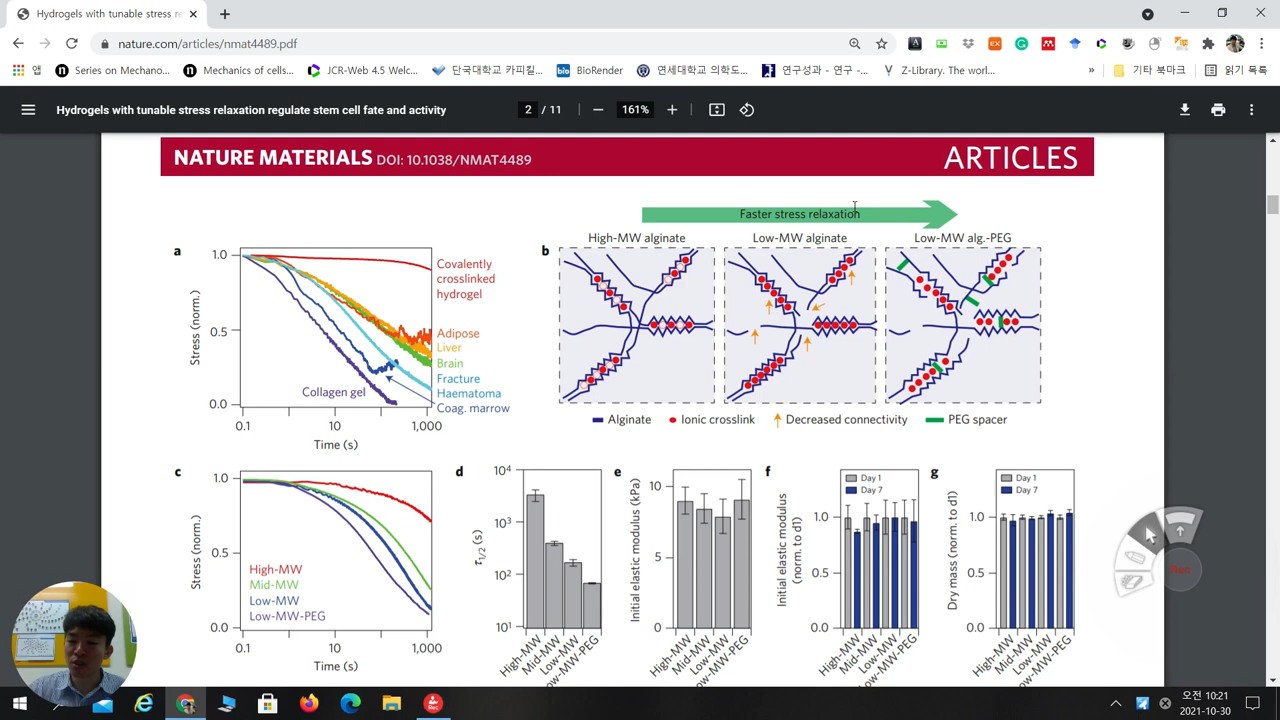 Hydrogels with tunable stress re
nature.com/articles/nmat4489.pdf
앱
Series on Mechano...
Mechanics of cells...
JCR-Web 4.5 Welc...
단국대학교 카피킬...
BioRender
연세대학교 의학도...
연구성과 - 연구 -...
Z-Library. The worl...
»
기타 북마크
읽기 목록
Hydrogels with tunable stress relaxation regulate stem cell fate and activity
2 / 11
161%
NATURE MATERIALS DOI: 10.1038/NMAT4489
ARTICLES
a
Stress (norm.)
1.0
0.5
0.0
0.1
10
1,000
Time (s)
Covalently
crosslinked
hydrogel
Adipose
Liver
Brain
Fracture
Haematoma
Coag. marrow
Collagen gel
b
Faster stress relaxation
High-MW alginate
Low-MW alginate
Low-MW alg.-PEG
Alginate
Ionic crosslink
Decreased connectivity
PEG spacer
c
Stress (norm.)
1.0
0.5
0.0
0.1
10
1,000
Time (s)
High-MW
Mid-MW
Low-MW
Low-MW-PEG
d
τ1/2 (s)
10⁴
10³
10²
10¹
High-MW
Mid-MW
Low-MW
Low-MW-PEG
e
Initial elastic modulus (kPa)
10
5
0
High-MW
Mid-MW
Low-MW
Low-MW-PEG
f
Initial elastic modulus
(norm. to d1)
Day 1
Day 7
1.0
0.5
0.0
High-MW
Mid-MW
Low-MW
Low-MW-PEG
g
Dry mass (norm. to d1)
Day 1
Day 7
1.0
0.5
0.0
High-MW
Mid-MW
Low-MW
Low-MW-PEG
오전 10:21
2021-10-30